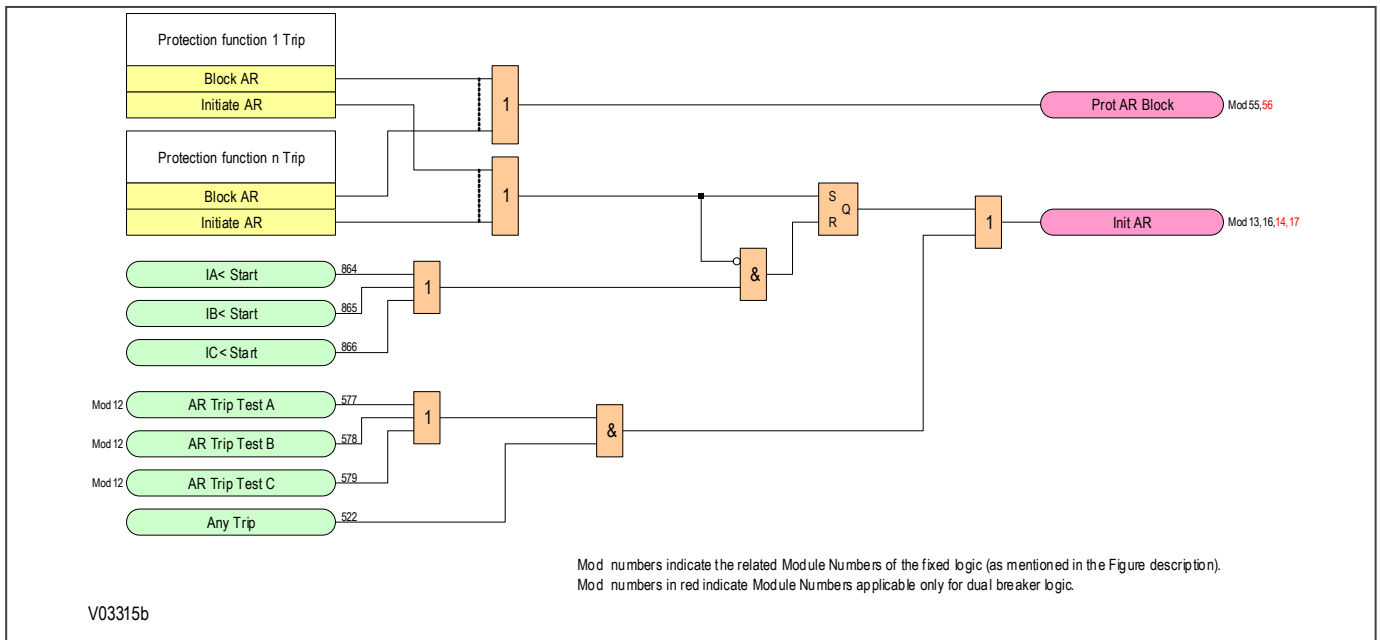 Protection function 1 Trip
Block AR
Initiate AR
Protection function n Trip
Block AR
Initiate AR
1
Prot AR Block
Mod 55,56
1
S
Q
R
1
Init AR
Mod 13,16,14,17
&
IA< Start
864
IB< Start
865
IC< Start
866
1
Mod 12
AR Trip Test A
577
Mod 12
AR Trip Test B
578
Mod 12
AR Trip Test C
579
Any Trip
522
1
&
Mod numbers indicate the related Module Numbers of the fixed logic (as mentioned in the Figure description).
Mod numbers in red indicate Module Numbers applicable only for dual breaker logic.
V03315b